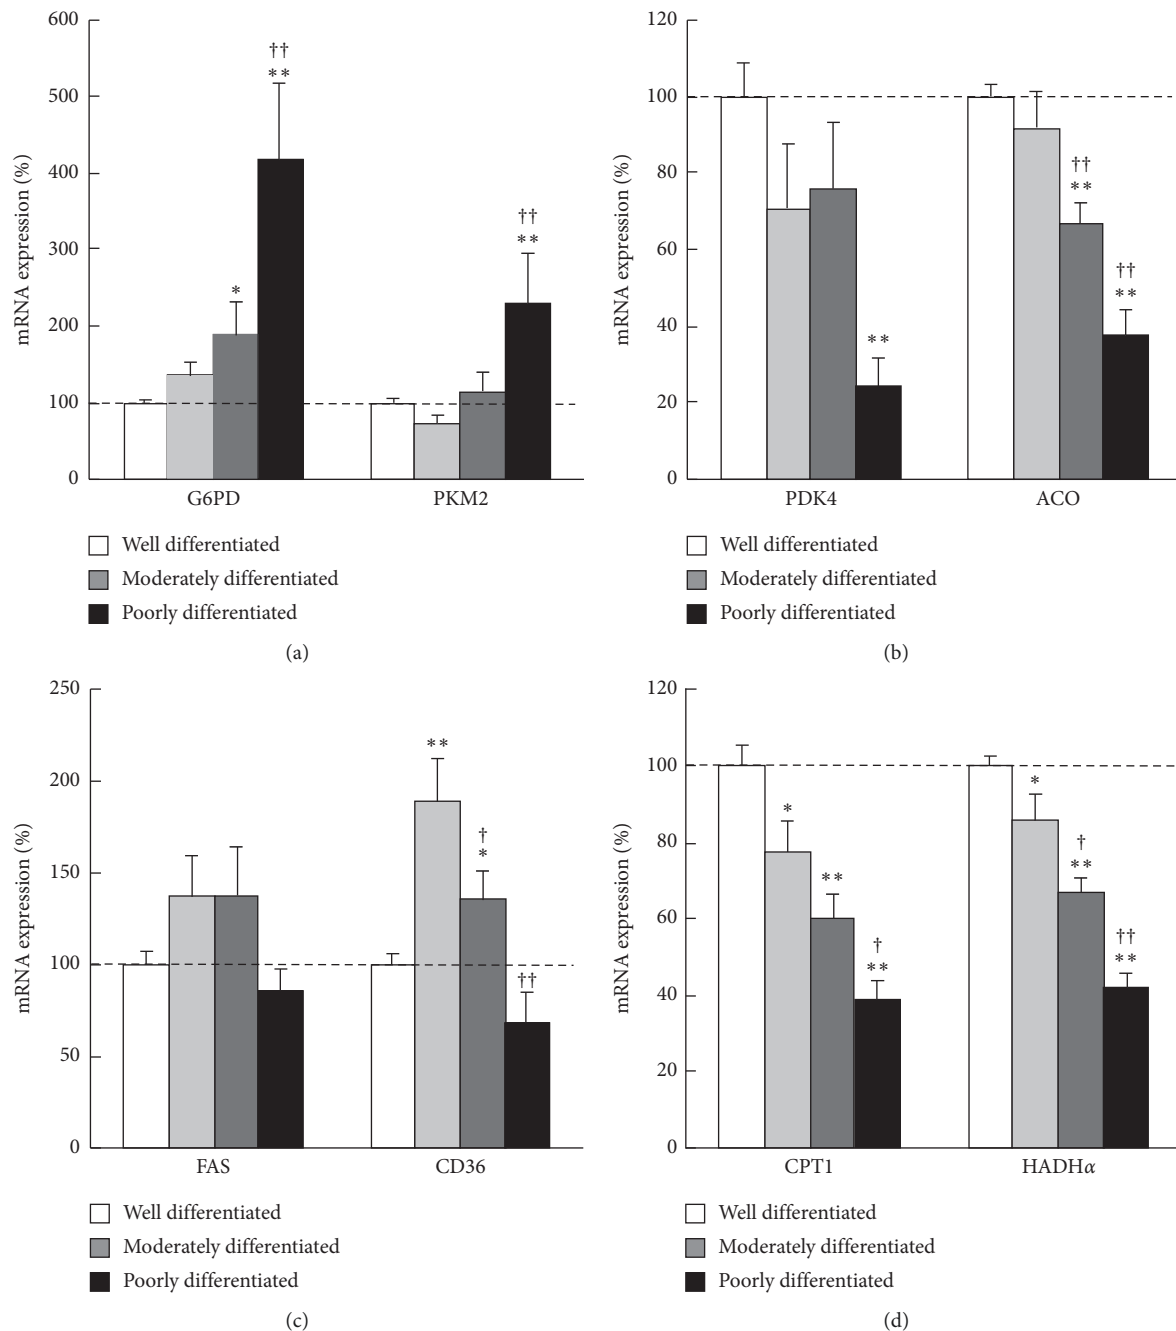 600
500
400
300
200
100
0
mRNA expression (%)
††
**
*
††
**
G6PD
PKM2
Well differentiated
Moderately differentiated
Poorly differentiated
(a)
120
100
80
60
40
20
0
mRNA expression (%)
**
††
**
††
**
PDK4
ACO
Well differentiated
Moderately differentiated
Poorly differentiated
(b)
250
200
150
100
50
0
mRNA expression (%)
**
†
*
††
FAS
CD36
Well differentiated
Moderately differentiated
Poorly differentiated
(c)
120
100
80
60
40
20
0
mRNA expression (%)
*
**
†
**
*
†
**
††
**
CPT1
HADHα
Well differentiated
Moderately differentiated
Poorly differentiated
(d)